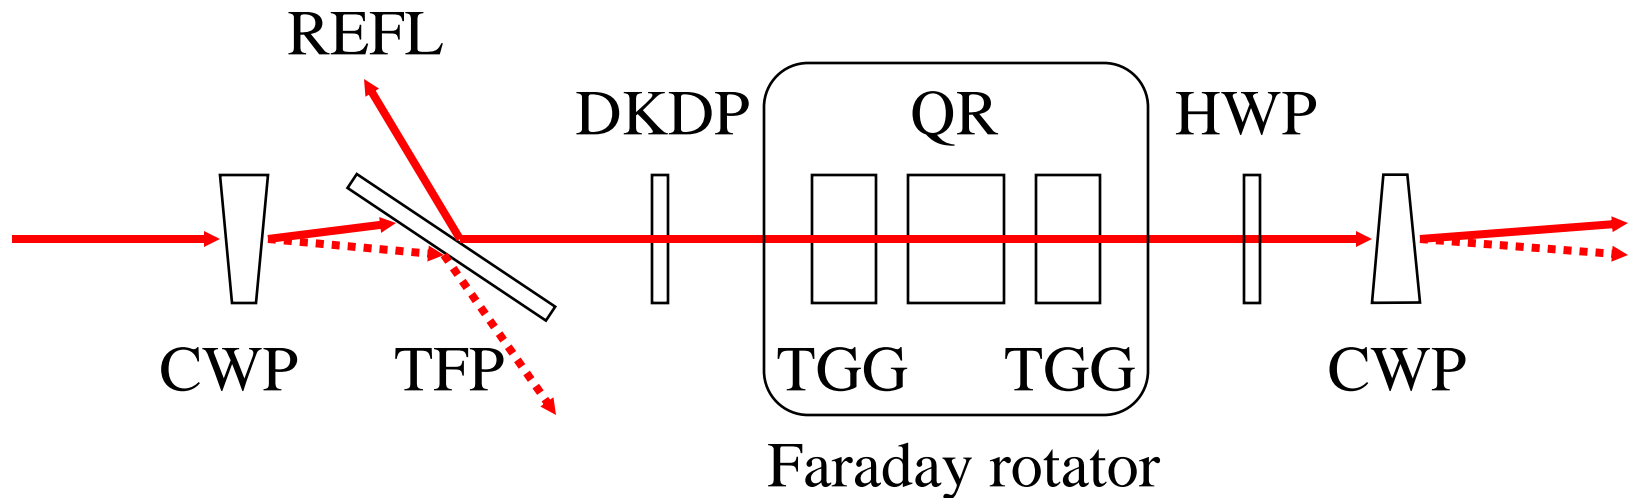 REFL
DKDP
QR
HWP
CWP
TFP
TGG
TGG
CWP
Faraday rotator